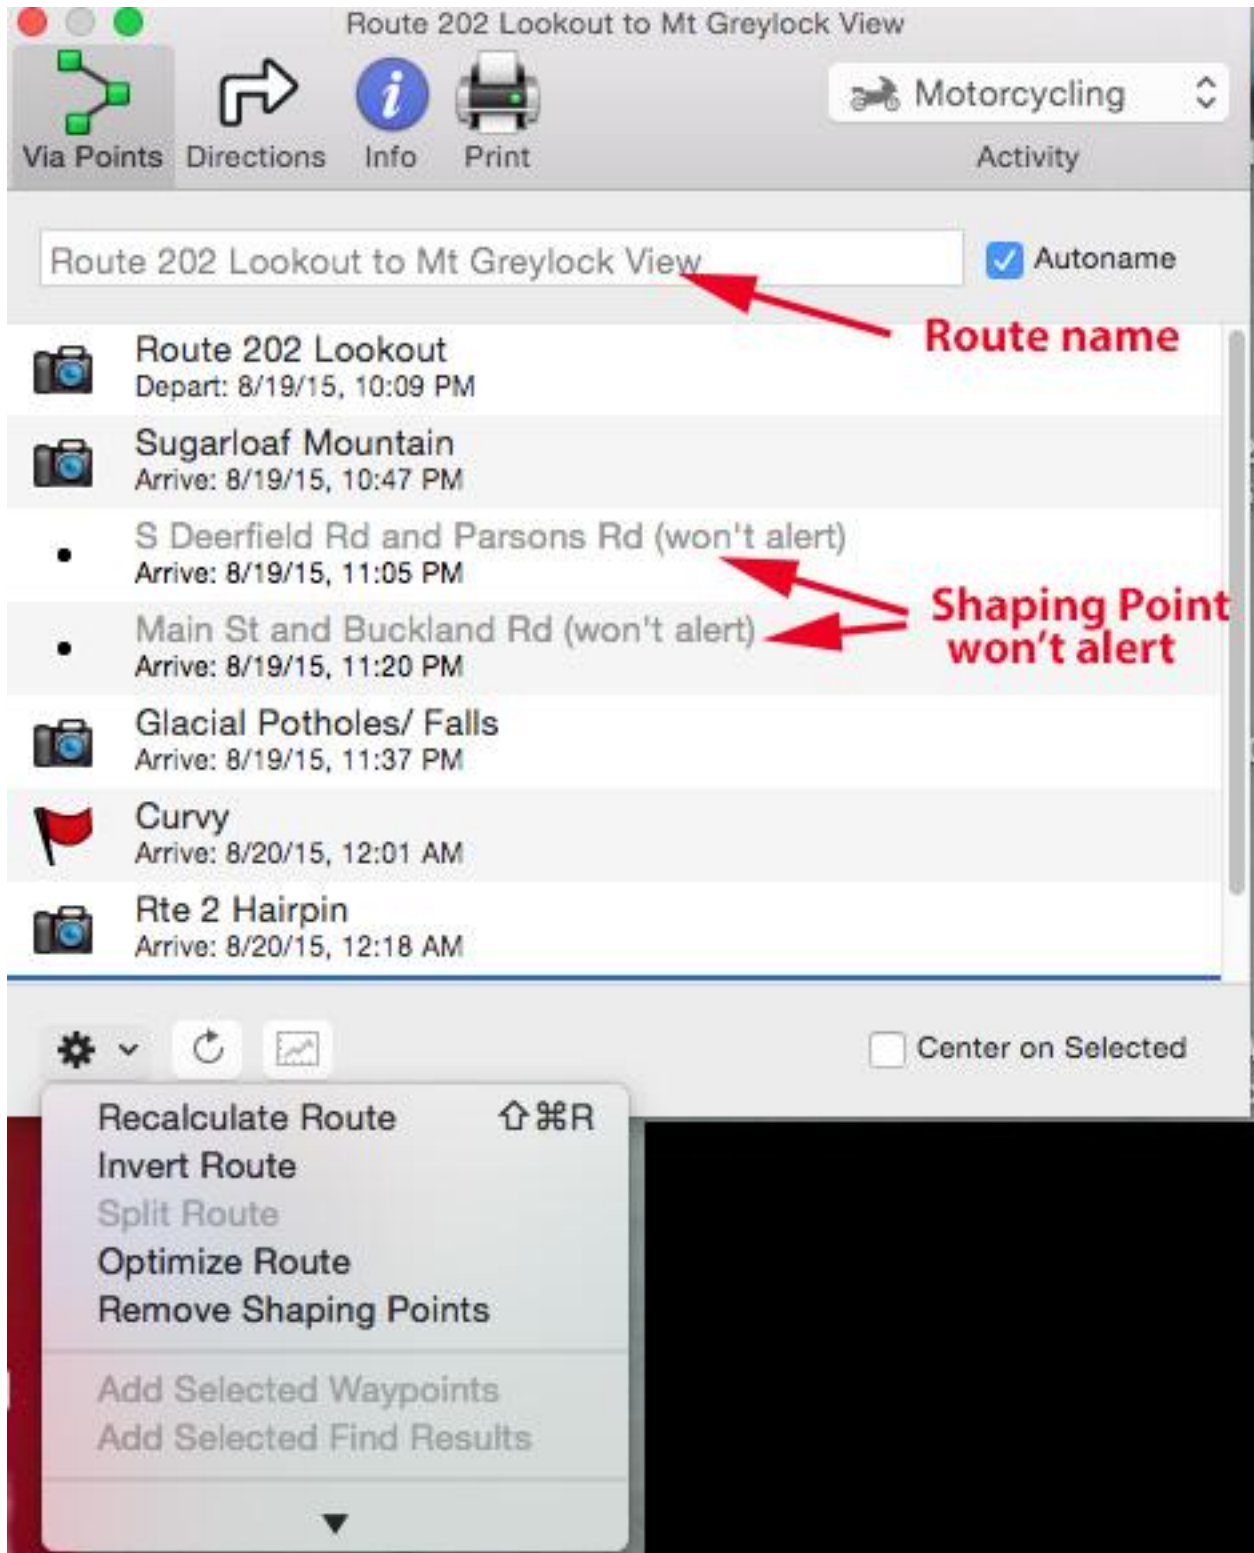 Route 202 Lookout to Mt Greylock View
Motorcycling
Via Points Directions Info Print Activity
Route 202 Lookout to Mt Greylock View
Autoname
Route name
Route 202 Lookout
Depart: 8/19/15, 10:09 PM
Sugarloaf Mountain
Arrive: 8/19/15, 10:47 PM
S Deerfield Rd and Parsons Rd (won't alert)
Arrive: 8/19/15, 11:05 PM
Shaping Point
won't alert
Main St and Buckland Rd (won't alert)
Arrive: 8/19/15, 11:20 PM
Glacial Potholes/ Falls
Arrive: 8/19/15, 11:37 PM
Curvy
Arrive: 8/20/15, 12:01 AM
Rte 2 Hairpin
Arrive: 8/20/15, 12:18 AM
Center on Selected
Recalculate Route ⇧⌘R
Invert Route
Split Route
Optimize Route
Remove Shaping Points
Add Selected Waypoints
Add Selected Find Results